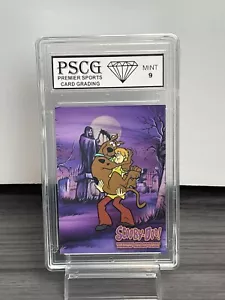 PSCG
PREMIER SPORTS
CARD GRADING
MINT
9
SCOOBY-DOO!